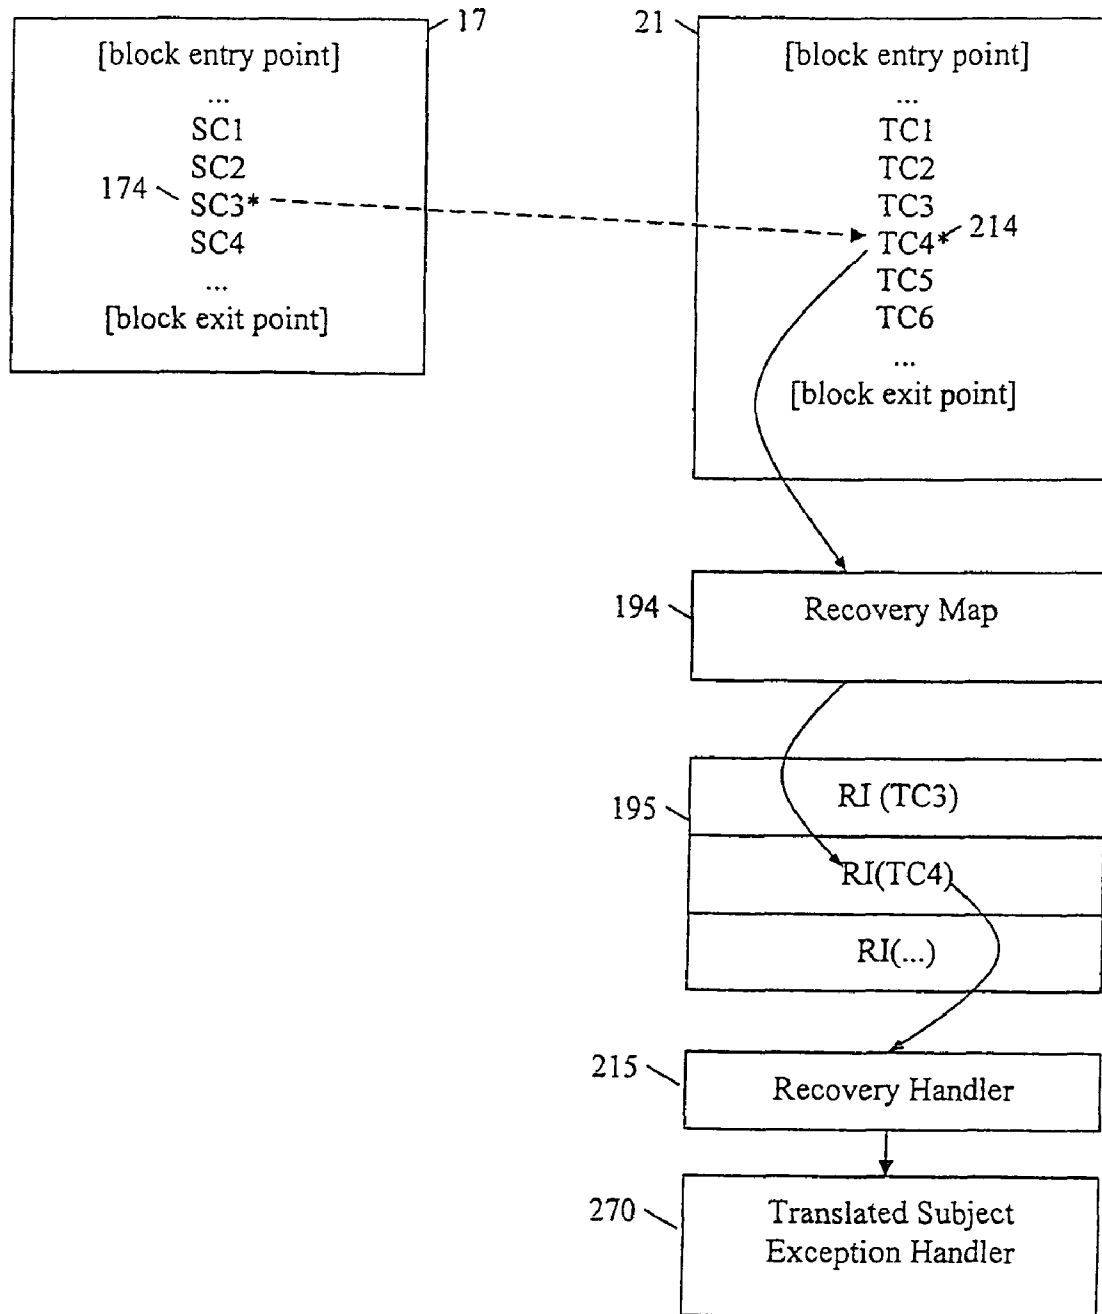 17
[block entry point]
...
SC1
SC2
174
SC3*
SC4
...
[block exit point]
21
[block entry point]
...
TC1
TC2
TC3
TC4*
214
TC5
TC6
...
[block exit point]
194
Recovery Map
195
RI (TC3)
RI(TC4)
RI(...)
215
Recovery Handler
270
Translated Subject
Exception Handler